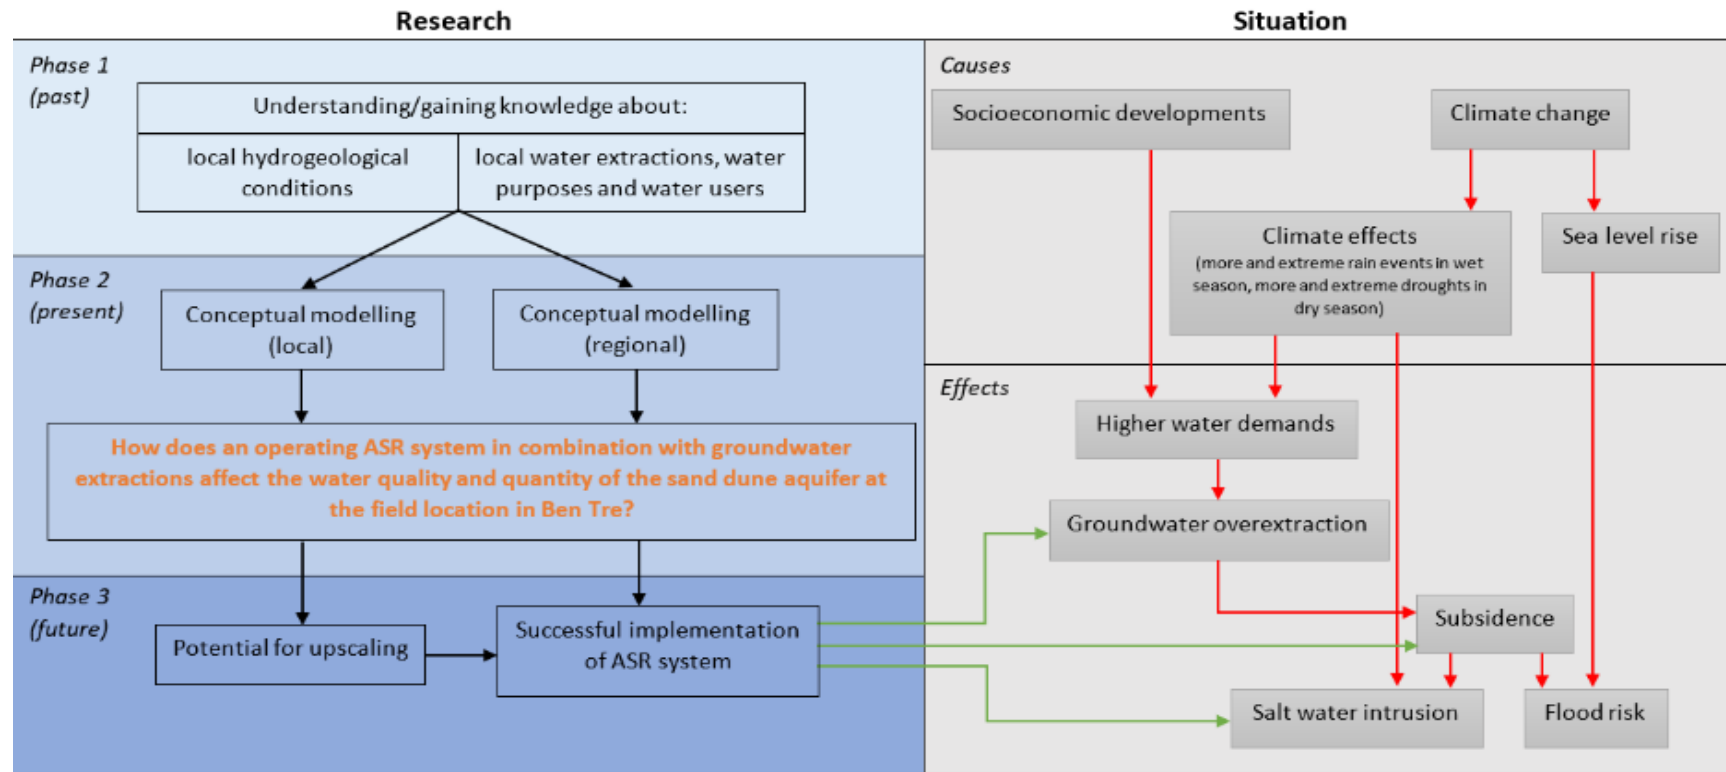 Research
Phase 1
(past)
Understanding/gaining knowledge about:
local hydrogeological
conditions
local water extractions, water
purposes and water users
Phase 2
(present)
Conceptual modelling
(local)
Conceptual modelling
(regional)
How does an operating ASR system in combination with groundwater
extractions affect the water quality and quantity of the sand dune aquifer at
the field location in Ben Tre?
Phase 3
(future)
Potential for upscaling
Successful implementation
of ASR system
Situation
Causes
Socioeconomic developments
Climate change
Climate effects
(more and extreme rain events in wet
season, more and extreme droughts in
dry season)
Sea level rise
Effects
Higher water demands
Groundwater overextraction
Subsidence
Salt water intrusion
Flood risk